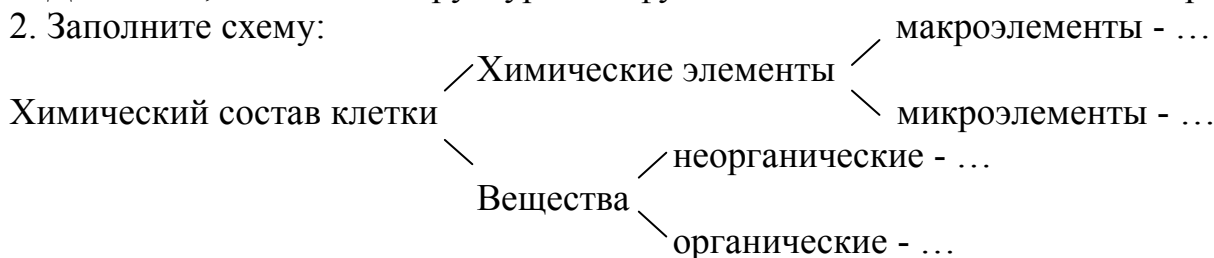 2. Заполните схему:
макроэлементы - …
Химические элементы
Химический состав клетки
микроэлементы - …
неорганические - …
Вещества
органические - …